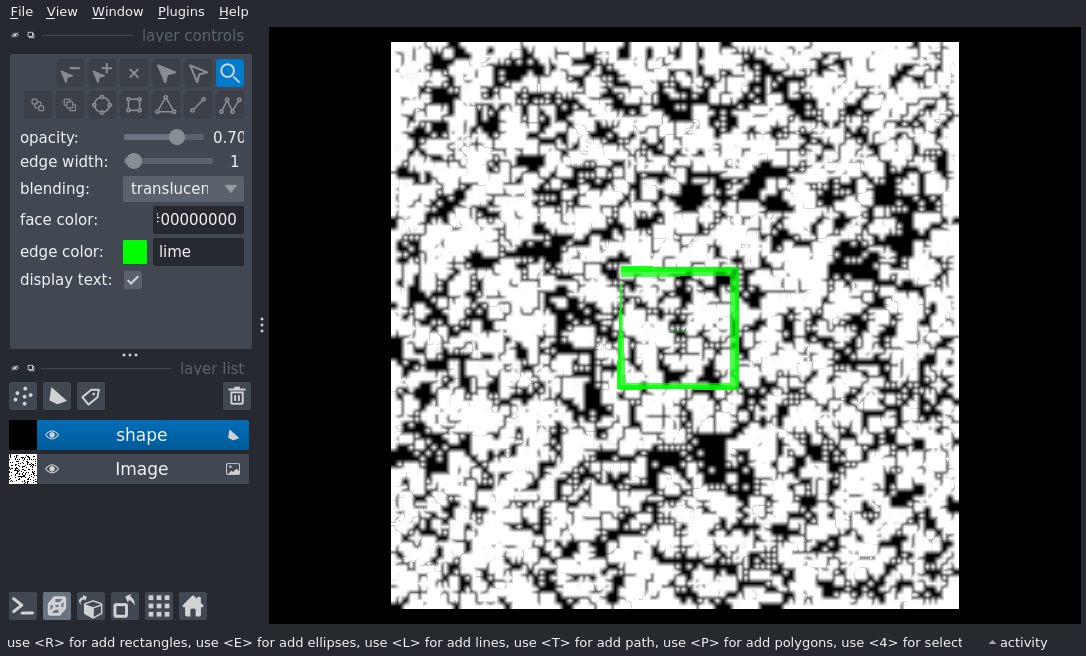 File View Window Plugins Help
layer controls
opacity: 0.70
edge width: 1
blending: translucen
face color: 00000000
edge color: lime
display text:
layer list
shape
Image
use <R> for add rectangles, use <E> for add ellipses, use <L> for add lines, use <T> for add path, use <P> for add polygons, use <4> for select
activity